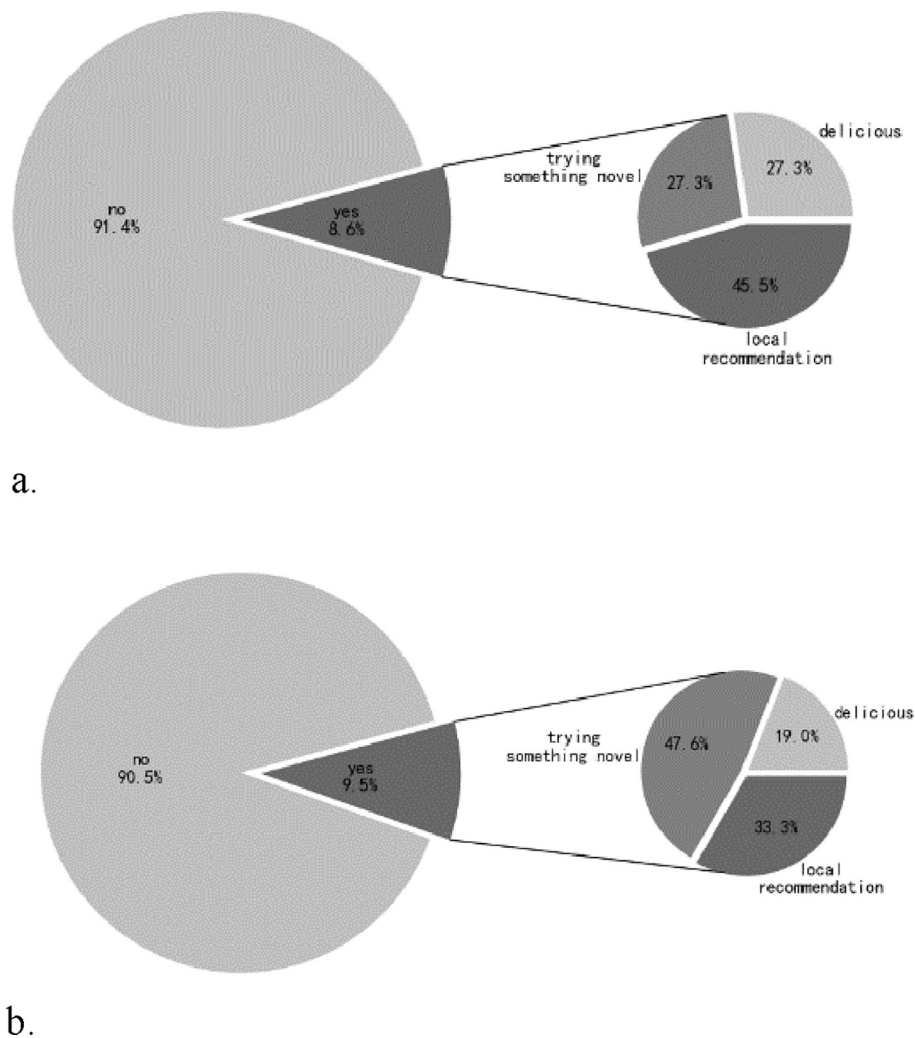 delicious
trying
something novel
27.3%
27.3%
no
91.4%
yes
8.6%
45.5%
local
recommendation
a.
delicious
trying
something novel
47.6%
19.0%
no
90.5%
yes
9.5%
33.3%
local
recommendation
b.